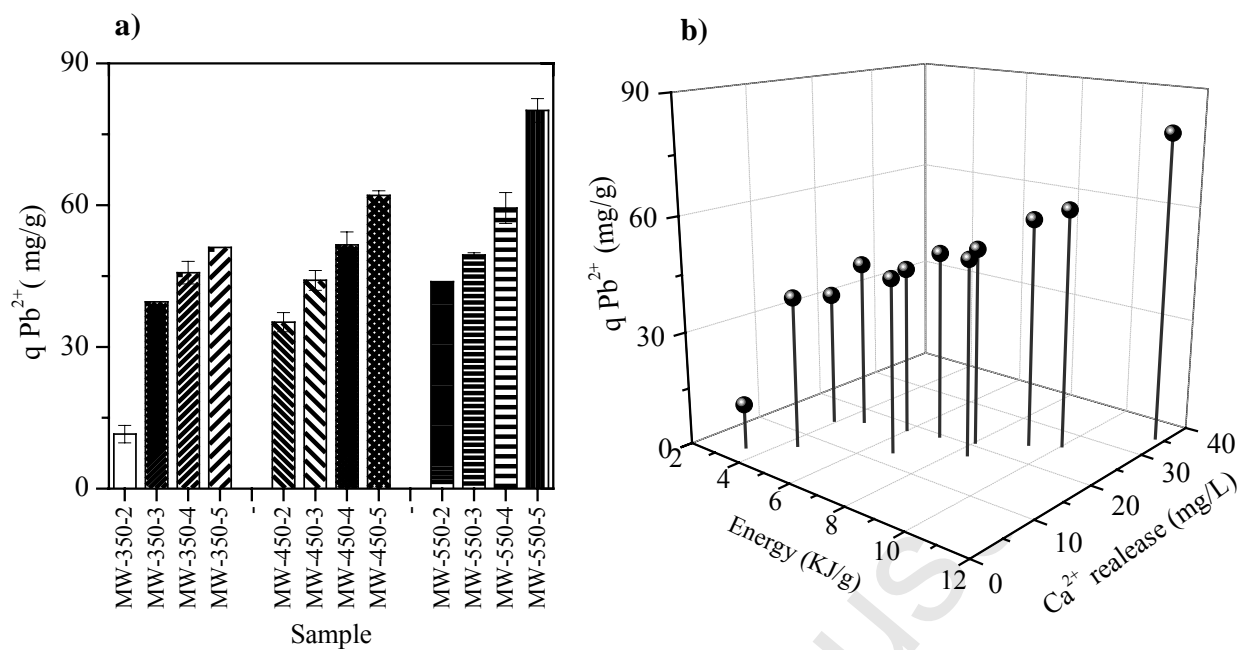 a)
90
60
30
0
q Pb²⁺ ( mg/g)
MW-350-2
MW-350-3
MW-350-4
MW-350-5
-
MW-450-2
MW-450-3
MW-450-4
MW-450-5
-
MW-550-2
MW-550-3
MW-550-4
MW-550-5
Sample
b)
90
60
30
0
q Pb²⁺ (mg/g)
2
4
6
8
10
12
Energy (KJ/g)
0
10
20
30
40
Ca²⁺ realease (mg/L)
us